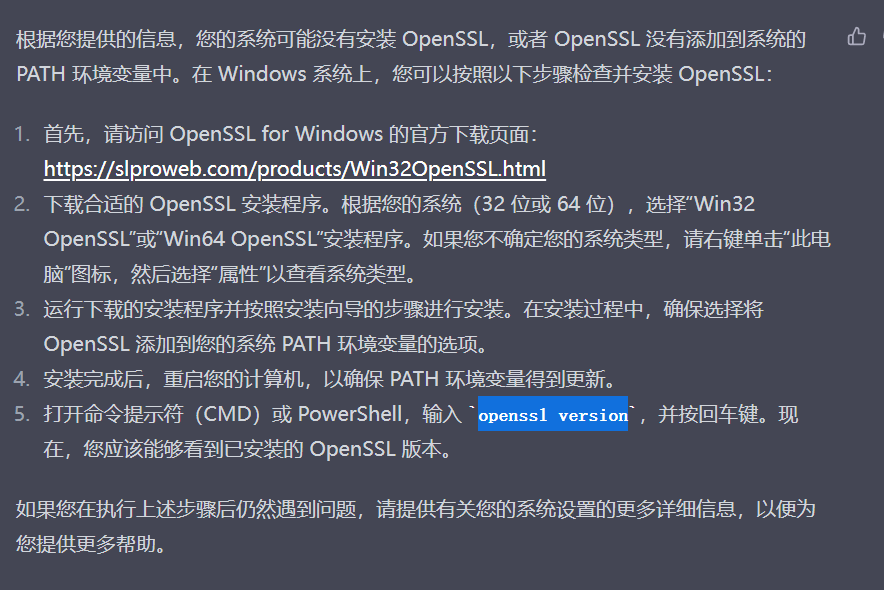 根据您提供的信息，您的系统可能没有安装 OpenSSL，或者 OpenSSL 没有添加到系统的
PATH 环境变量中。在 Windows 系统上，您可以按照以下步骤检查并安装 OpenSSL：
1. 首先，请访问 OpenSSL for Windows 的官方下载页面：
https://slproweb.com/products/Win32OpenSSL.html
2. 下载合适的 OpenSSL 安装程序。根据您的系统（32 位或 64 位），选择"Win32
OpenSSL"或"Win64 OpenSSL"安装程序。如果您不确定您的系统类型，请右键单击"此电
脑"图标，然后选择"属性"以查看系统类型。
3. 运行下载的安装程序并按照安装向导的步骤进行安装。在安装过程中，确保选择将
OpenSSL 添加到您的系统 PATH 环境变量的选项。
4. 安装完成后，重启您的计算机，以确保 PATH 环境变量得到更新。
5. 打开命令提示符（CMD）或 PowerShell，输入 `openssl version`，并按回车键。现
在，您应该能够看到已安装的 OpenSSL 版本。
如果您在执行上述步骤后仍然遇到问题，请提供有关您的系统设置的更多详细信息，以便为
您提供更多帮助。